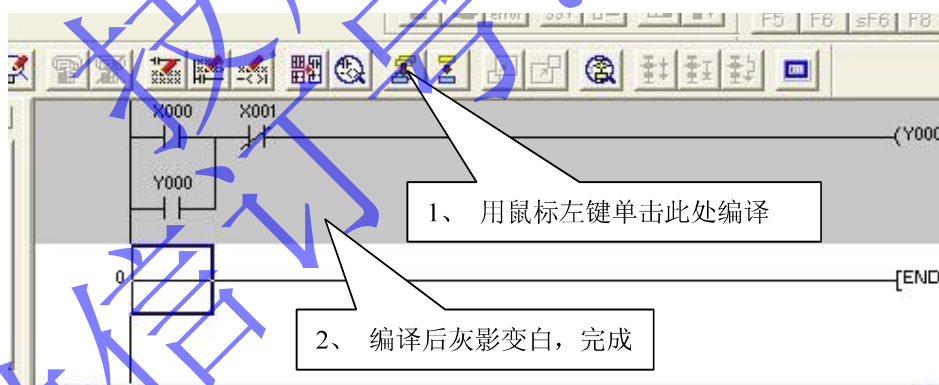 error
F5 F6 sF6 F8
X000 X001
(Y000
Y000
1、 用鼠标左键单击此处编译
0
[END
2、 编译后灰影变白，完成